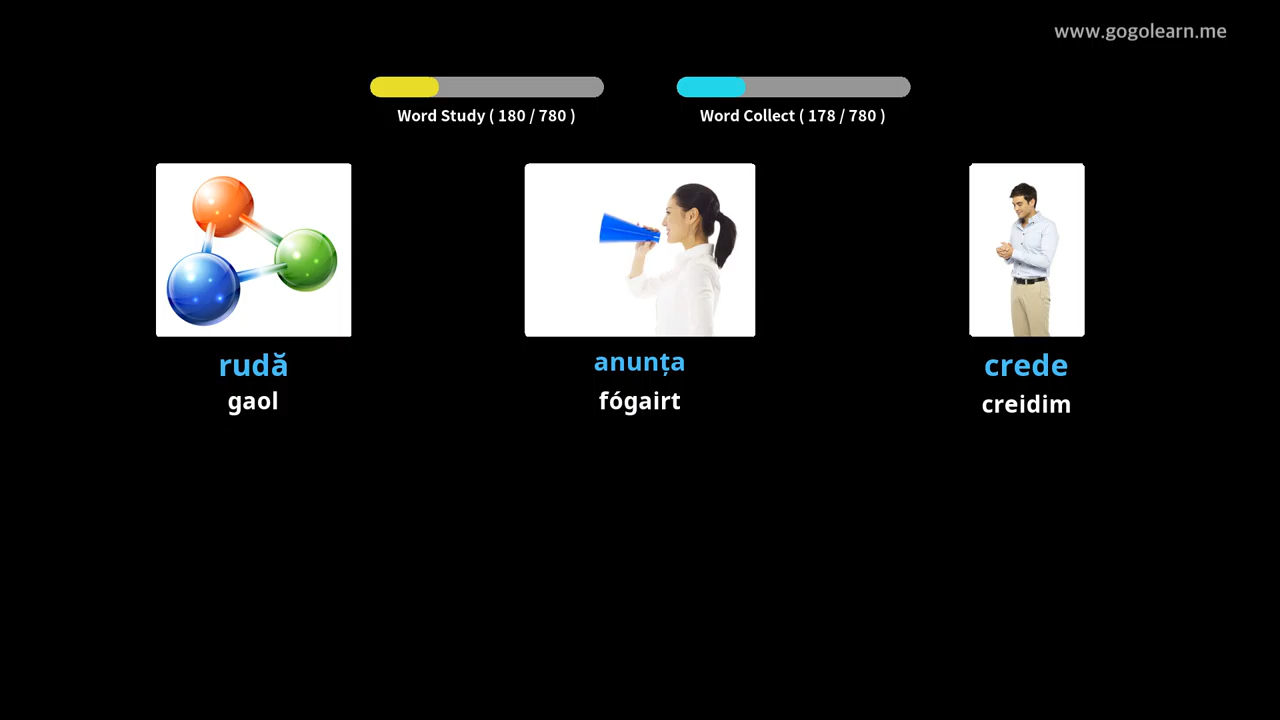 www.gogolearn.me
Word Study ( 180 / 780 )
Word Collect ( 178 / 780 )
rudă
gaol
anunța
fógairt
crede
creidim